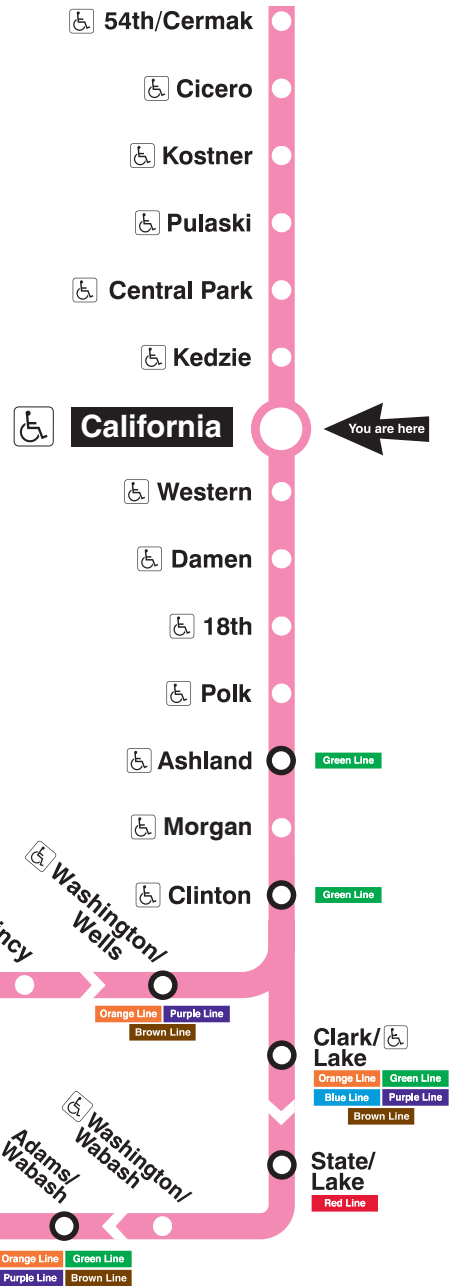 54th/Cermak
Cicero
Kostner
Pulaski
Central Park
Kedzie
California
You are here
Western
Damen
18th
Polk
Ashland
Green Line
Morgan
Clinton
Green Line
Washington/
Wells
Orange Line Purple Line
Brown Line
Clark/
Lake
Orange Line Green Line
Blue Line Purple Line
Brown Line
State/
Lake
Red Line
Washington/
Wabash
Adams/
Wabash
Orange Line Green Line
Purple Line Brown Line